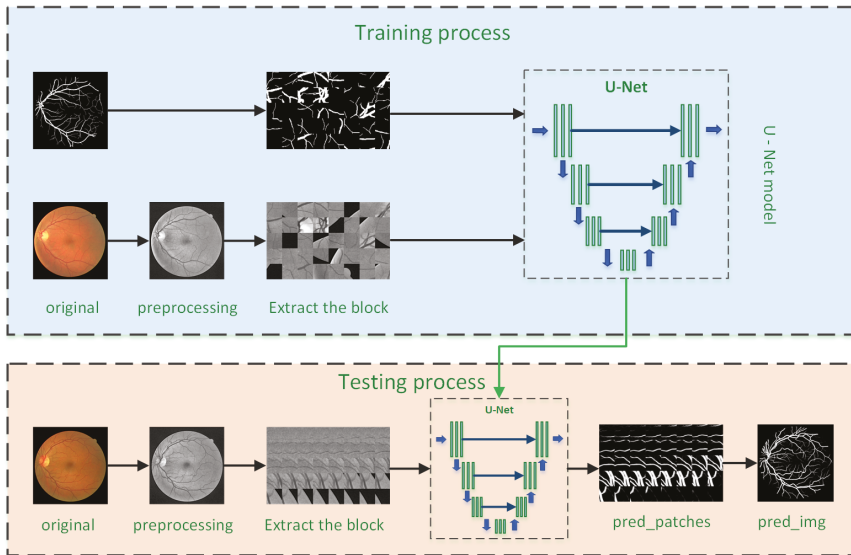 Training process
U-Net
U - Net model
original
preprocessing
Extract the block
Testing process
U-Net
original
preprocessing
Extract the block
pred_patches
pred_img